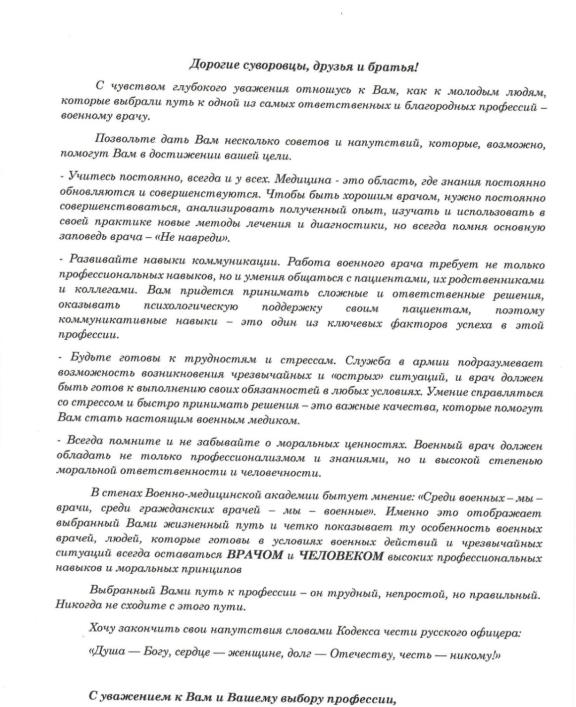 Дорогие суворовцы, друзья и братья!
С чувством глубокого уважения отношусь к Вам, как к молодым людям,
которые выбрали путь к одной из самых ответственных и благородных профессий –
военному врачу.
Позвольте дать Вам несколько советов и напутствий, которые, возможно,
помогут Вам в достижении вашей цели.
- Учитесь постоянно, всегда и у всех. Медицина - это область, где знания постоянно
обновляются и совершенствуются. Чтобы быть хорошим врачом, нужно постоянно
совершенствоваться, анализировать полученный опыт, изучать и использовать в
своей практике новые методы лечения и диагностики, но всегда помня основную
заповедь врача – «Не навреди».
- Развивайте навыки коммуникации. Работа военного врача требует не только
профессиональных навыков, но и умения общаться с пациентами, их родственниками
и коллегами. Вам придется принимать сложные и ответственные решения,
оказывать психологическую поддержку своим пациентам, поэтому
коммуникативные навыки – это один из ключевых факторов успеха в этой
профессии.
- Будьте готовы к трудностям и стрессам. Служба в армии подразумевает
возможность возникновения чрезвычайных и «острых» ситуаций, и врач должен
быть готов к выполнению своих обязанностей в любых условиях. Умение справляться
со стрессом и быстро принимать решения – это важные качества, которые помогут
Вам стать настоящим военным медиком.
- Всегда помните и не забывайте о моральных ценностях. Военный врач должен
обладать не только профессионализмом и знаниями, но и высокой степенью
моральной ответственности и человечности.
В стенах Военно-медицинской академии бытует мнение: «Среди военных – мы –
врачи, среди гражданских врачей – мы – военные». Именно это отображает
выбранный Вами жизненный путь и четко показывает ту особенность военных
врачей, людей, которые готовы в условиях военных действий и чрезвычайных
ситуаций всегда оставаться ВРАЧОМ и ЧЕЛОВЕКОМ высоких профессиональных
навыков и моральных принципов
Выбранный Вами путь к профессии – он трудный, непростой, но правильный.
Никогда не сходите с этого пути.
Хочу закончить свои напутствия словами Кодекса чести русского офицера:
«Душа — Богу, сердце — женщине, долг — Отечеству, честь — никому!»
С уважением к Вам и Вашему выбору профессии,